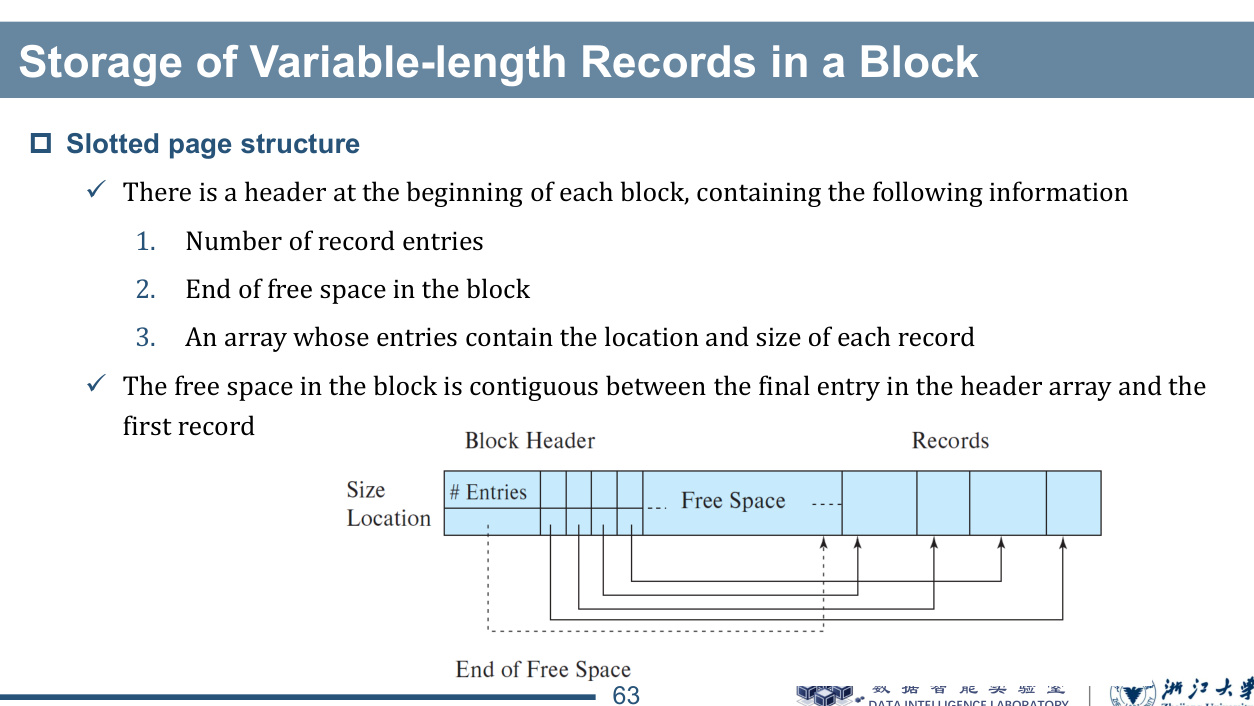 Storage of Variable-length Records in a Block
Slotted page structure
There is a header at the beginning of each block, containing the following information
1. Number of record entries
2. End of free space in the block
3. An array whose entries contain the location and size of each record
The free space in the block is contiguous between the final entry in the header array and the
first record
Block Header
Records
Size
Location
# Entries
Free Space
End of Free Space
63
数据智能实验室
DATA INTELLIGENCE LABORATORY
浙江大学